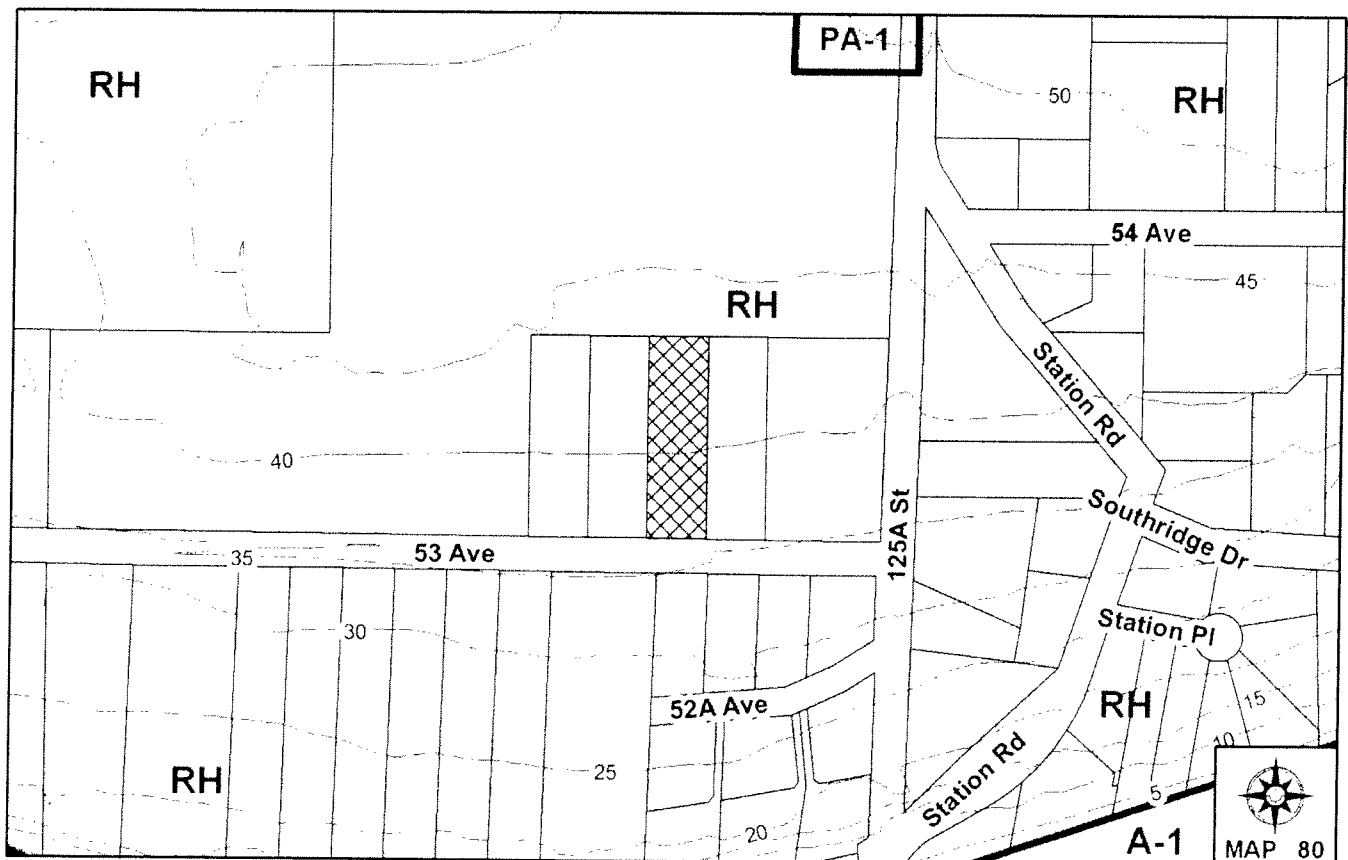 PA-1
RH
50
RH
54 Ave
45
RH
Station Rd
40
125A St
Southridge Dr
53 Ave
35
30
Station Pl
52A Ave
RH
15
10
25
RH
Station Rd
5
20
A-1
MAP 80